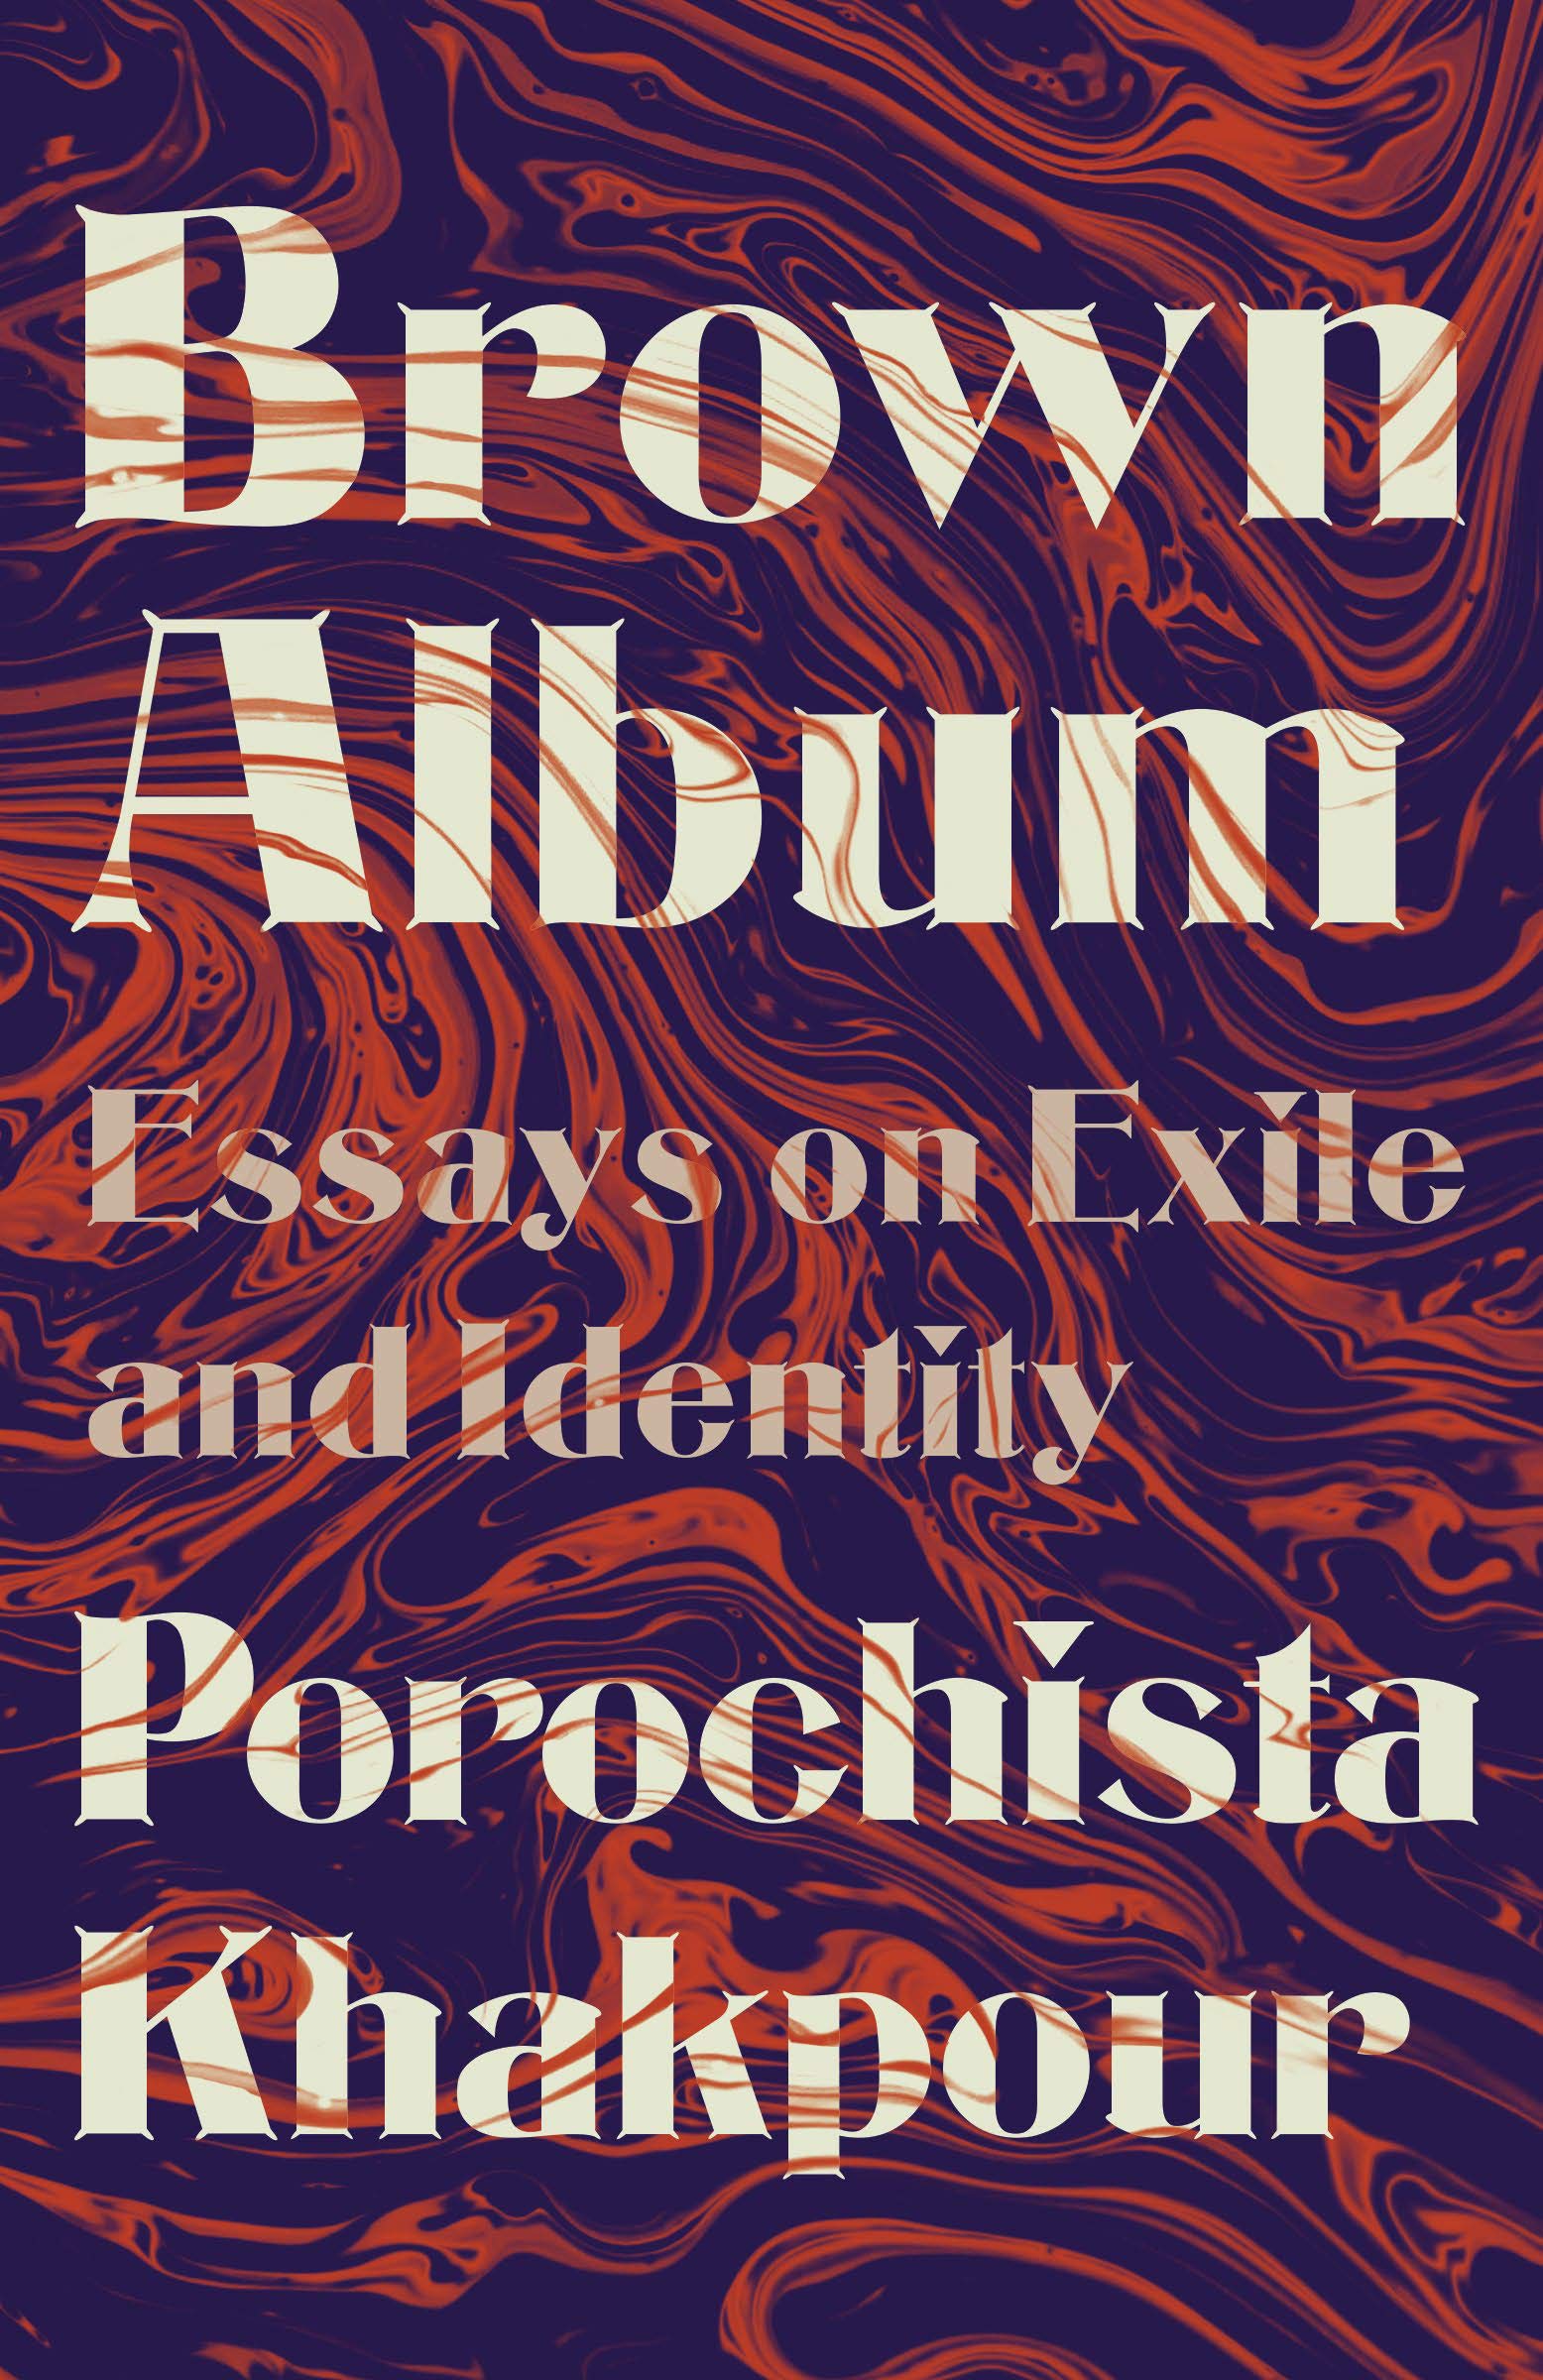 Brown
Album
Essays on Exile
and Identity
Porochista
Khakpour